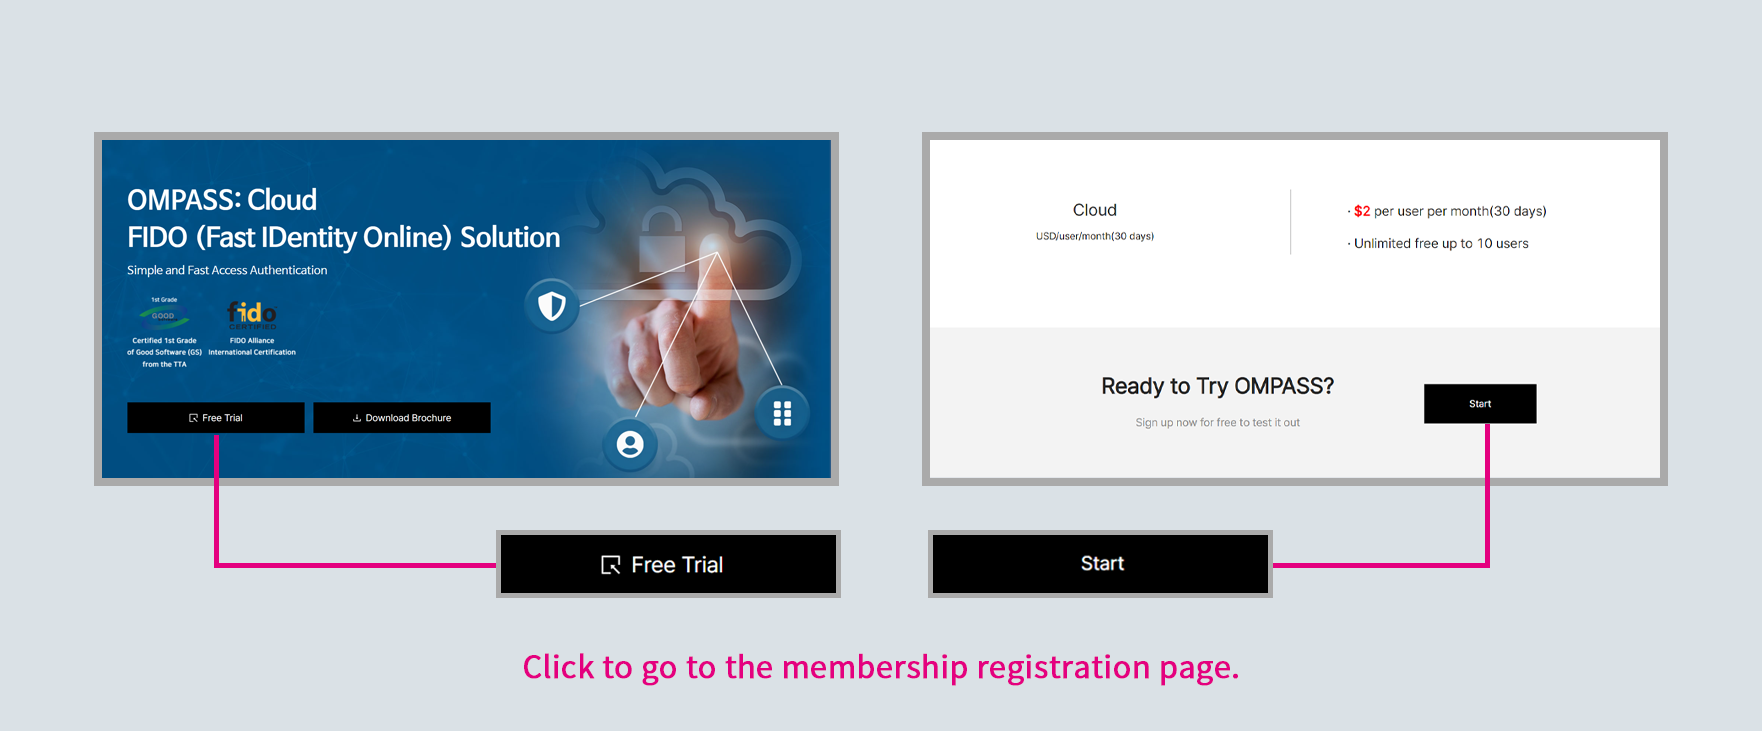 OMPASS: Cloud
FIDO (Fast IDentity Online) Solution
Simple and Fast Access Authentication
1st Grade
GOOD
Certified 1st Grade
of Good Software (GS)
from the TTA
fido
CERTIFIED
FIDO Alliance
International Certification
Free Trial
Download Brochure
Cloud
USD/user/month(30 days)
· $2 per user per month(30 days)
· Unlimited free up to 10 users
Ready to Try OMPASS?
Sign up now for free to test it out
Start
Free Trial
Start
Click to go to the membership registration page.